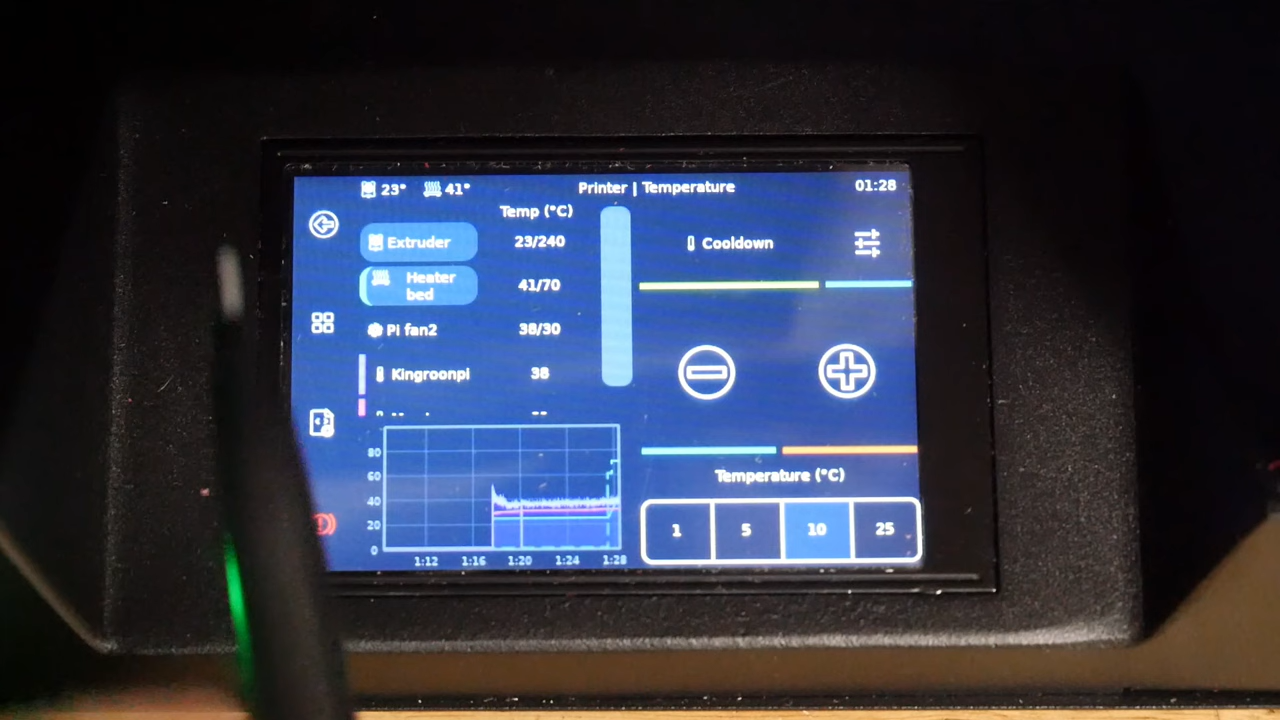 23° 41° Printer | Temperature 01:28
Temp (°C)
Extruder 23/240
Heater bed 41/70
Pi fan2 38/30
Kingroonpi 38
Cooldown
80
60
40
20
0
1:12 1:16 1:20 1:24 1:28
Temperature (°C)
1 5 10 25